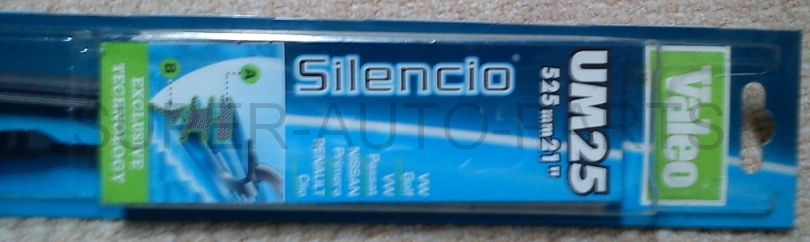 Valeo
UM25
525 mm 21"
Silencio®
VW
Golf
VW
Passat
NISSAN
Primera
RENAULT
Clio
A
B
EXCLUSIVE
TECHNOLOGY
SUPER-AUTO-PARTS